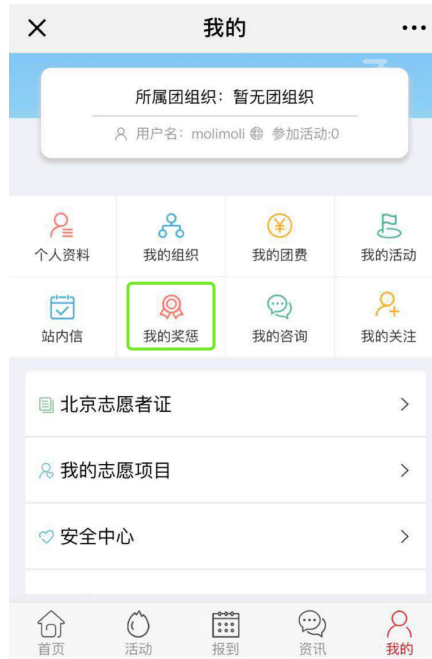 我的
所属团组织：暂无团组织
用户名：molimoli 参加活动:0
个人资料 我的组织 我的团费 我的活动
站内信 我的奖惩 我的咨询 我的关注
北京志愿者证
我的志愿项目
安全中心
首页 活动 报到 资讯 我的